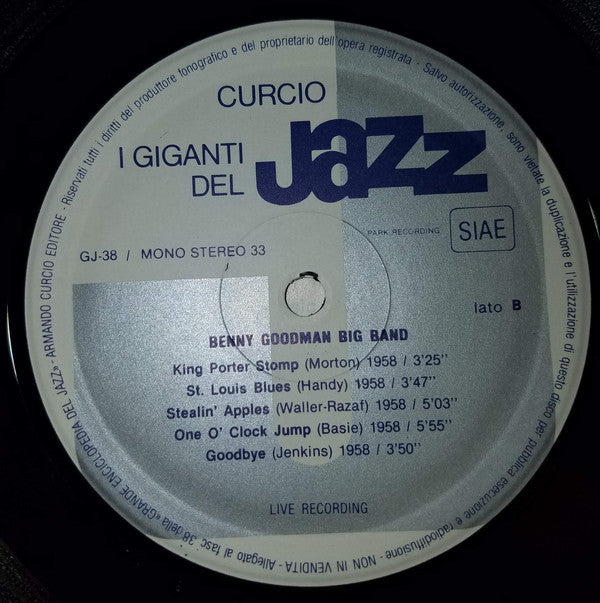 CURCIO
I GIGANTI
DEL
Jazz
PARK RECORDING
SIAE
GJ-38 / MONO STEREO 33
lato B
BENNY GOODMAN BIG BAND
King Porter Stomp (Morton) 1958 / 3'25''
St. Louis Blues (Handy) 1958 / 3'47''
Stealin' Apples (Waller-Razaf) 1958 / 5'03''
One O' Clock Jump (Basie) 1958 / 5'55''
Goodbye (Jenkins) 1958 / 3'50''
LIVE RECORDING
Allegato al fasc. 38 della «GRANDE ENCICLOPEDIA DEL JAZZ» - ARMANDO CURCIO EDITORE - Riservati tutti i diritti del produttore fonografico e del proprietario dell'opera registrata - Salvo autorizzazione, sono vietate la duplicazione e l'utilizzazione di questo disco per pubblica esecuzione e radiodiffusione - NON IN VENDITA -